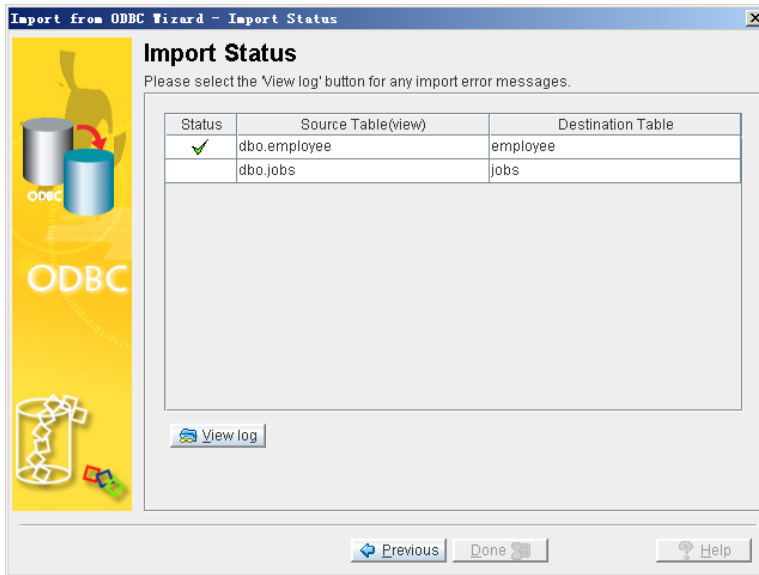 Import from ODBC Wizard - Import Status
Import Status
Please select the 'View log' button for any import error messages.
Status Source Table(view) Destination Table
dbo.employee employee
dbo.jobs jobs
ODBC
ODBC
View log
Previous Done Help